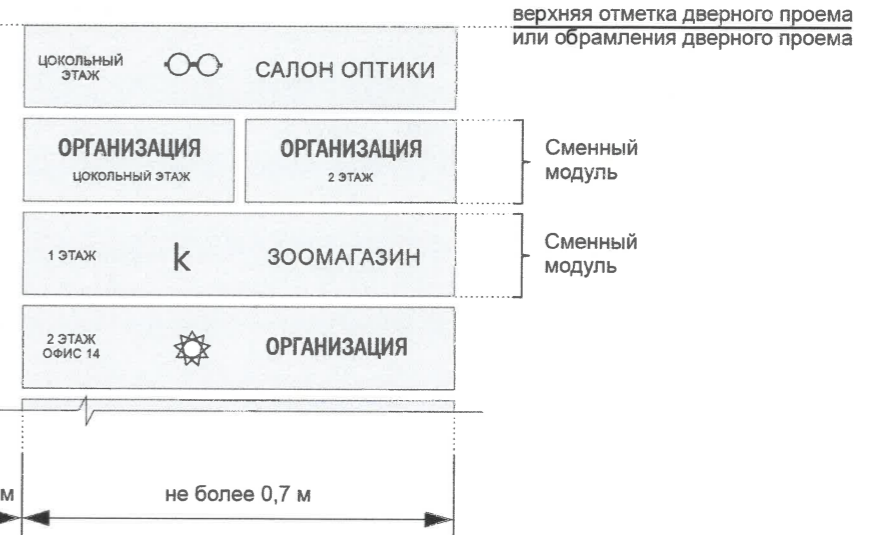 верхняя отметка дверного проема
или обрамления дверного проема
ЦОКОЛЬНЫЙ
ЭТАЖ
САЛОН ОПТИКИ
ОРГАНИЗАЦИЯ
ЦОКОЛЬНЫЙ ЭТАЖ
ОРГАНИЗАЦИЯ
2 ЭТАЖ
Сменный
модуль
1 ЭТАЖ
k
ЗООМАГАЗИН
Сменный
модуль
2 ЭТАЖ
ОФИС 14
ОРГАНИЗАЦИЯ
м
не более 0,7 м